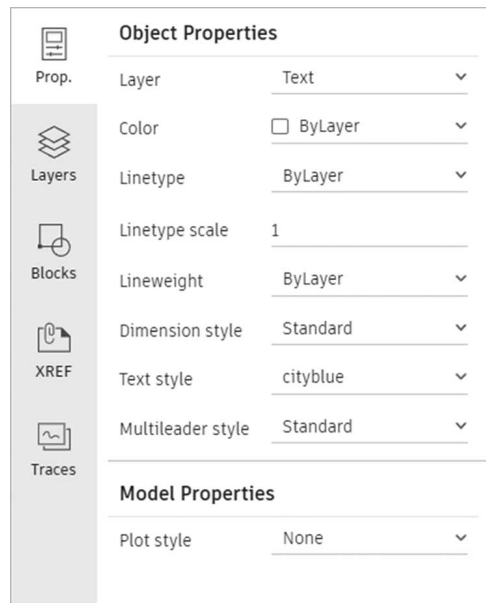 Prop.
Layers
Blocks
XREF
Traces
Object Properties
Layer Text
Color ByLayer
Linetype ByLayer
Linetype scale 1
Lineweight ByLayer
Dimension style Standard
Text style cityblue
Multileader style Standard
Model Properties
Plot style None